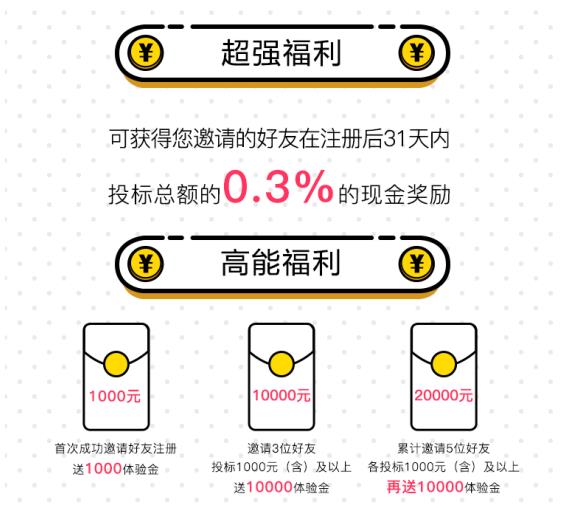 ¥ 超强福利 ¥
可获得您邀请的好友在注册后31天内
投标总额的0.3%的现金奖励
¥ 高能福利 ¥
1000元 10000元 20000元
首次成功邀请好友注册 邀请3位好友 累计邀请5位好友
送1000体验金 投标1000元（含）及以上 各投标1000元（含）及以上
送10000体验金 再送10000体验金